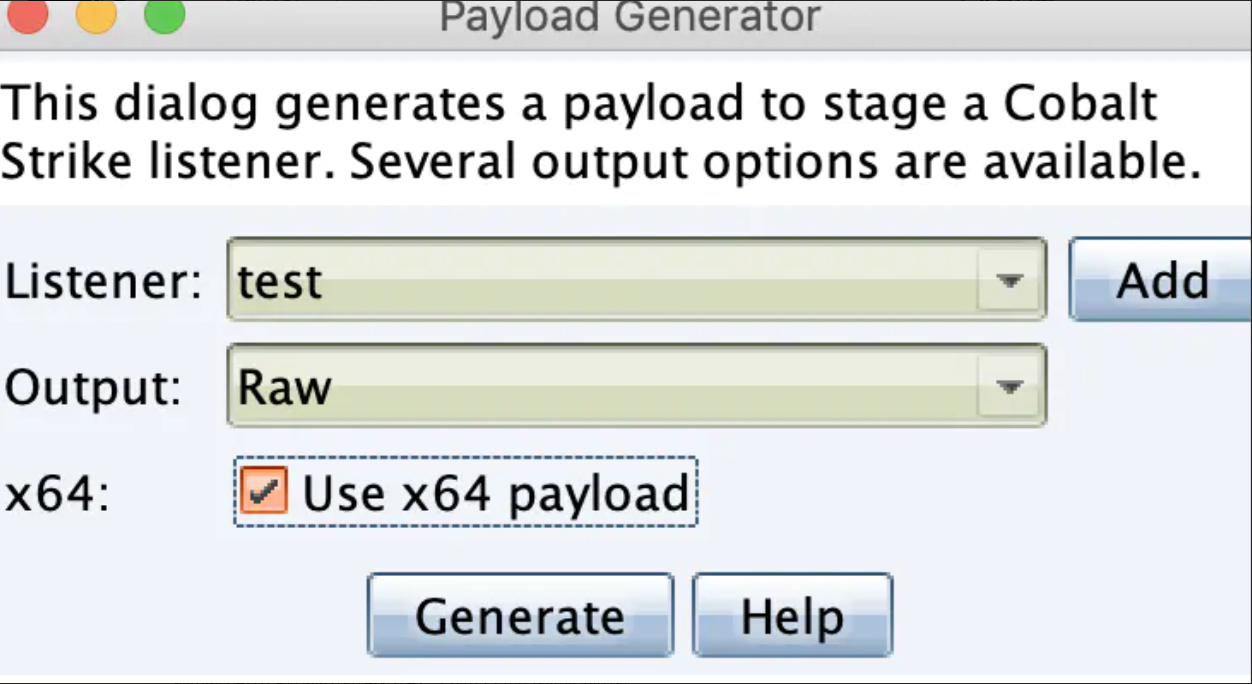 Payload Generator
This dialog generates a payload to stage a Cobalt
Strike listener. Several output options are available.
Listener: test Add
Output: Raw
x64: Use x64 payload
Generate Help